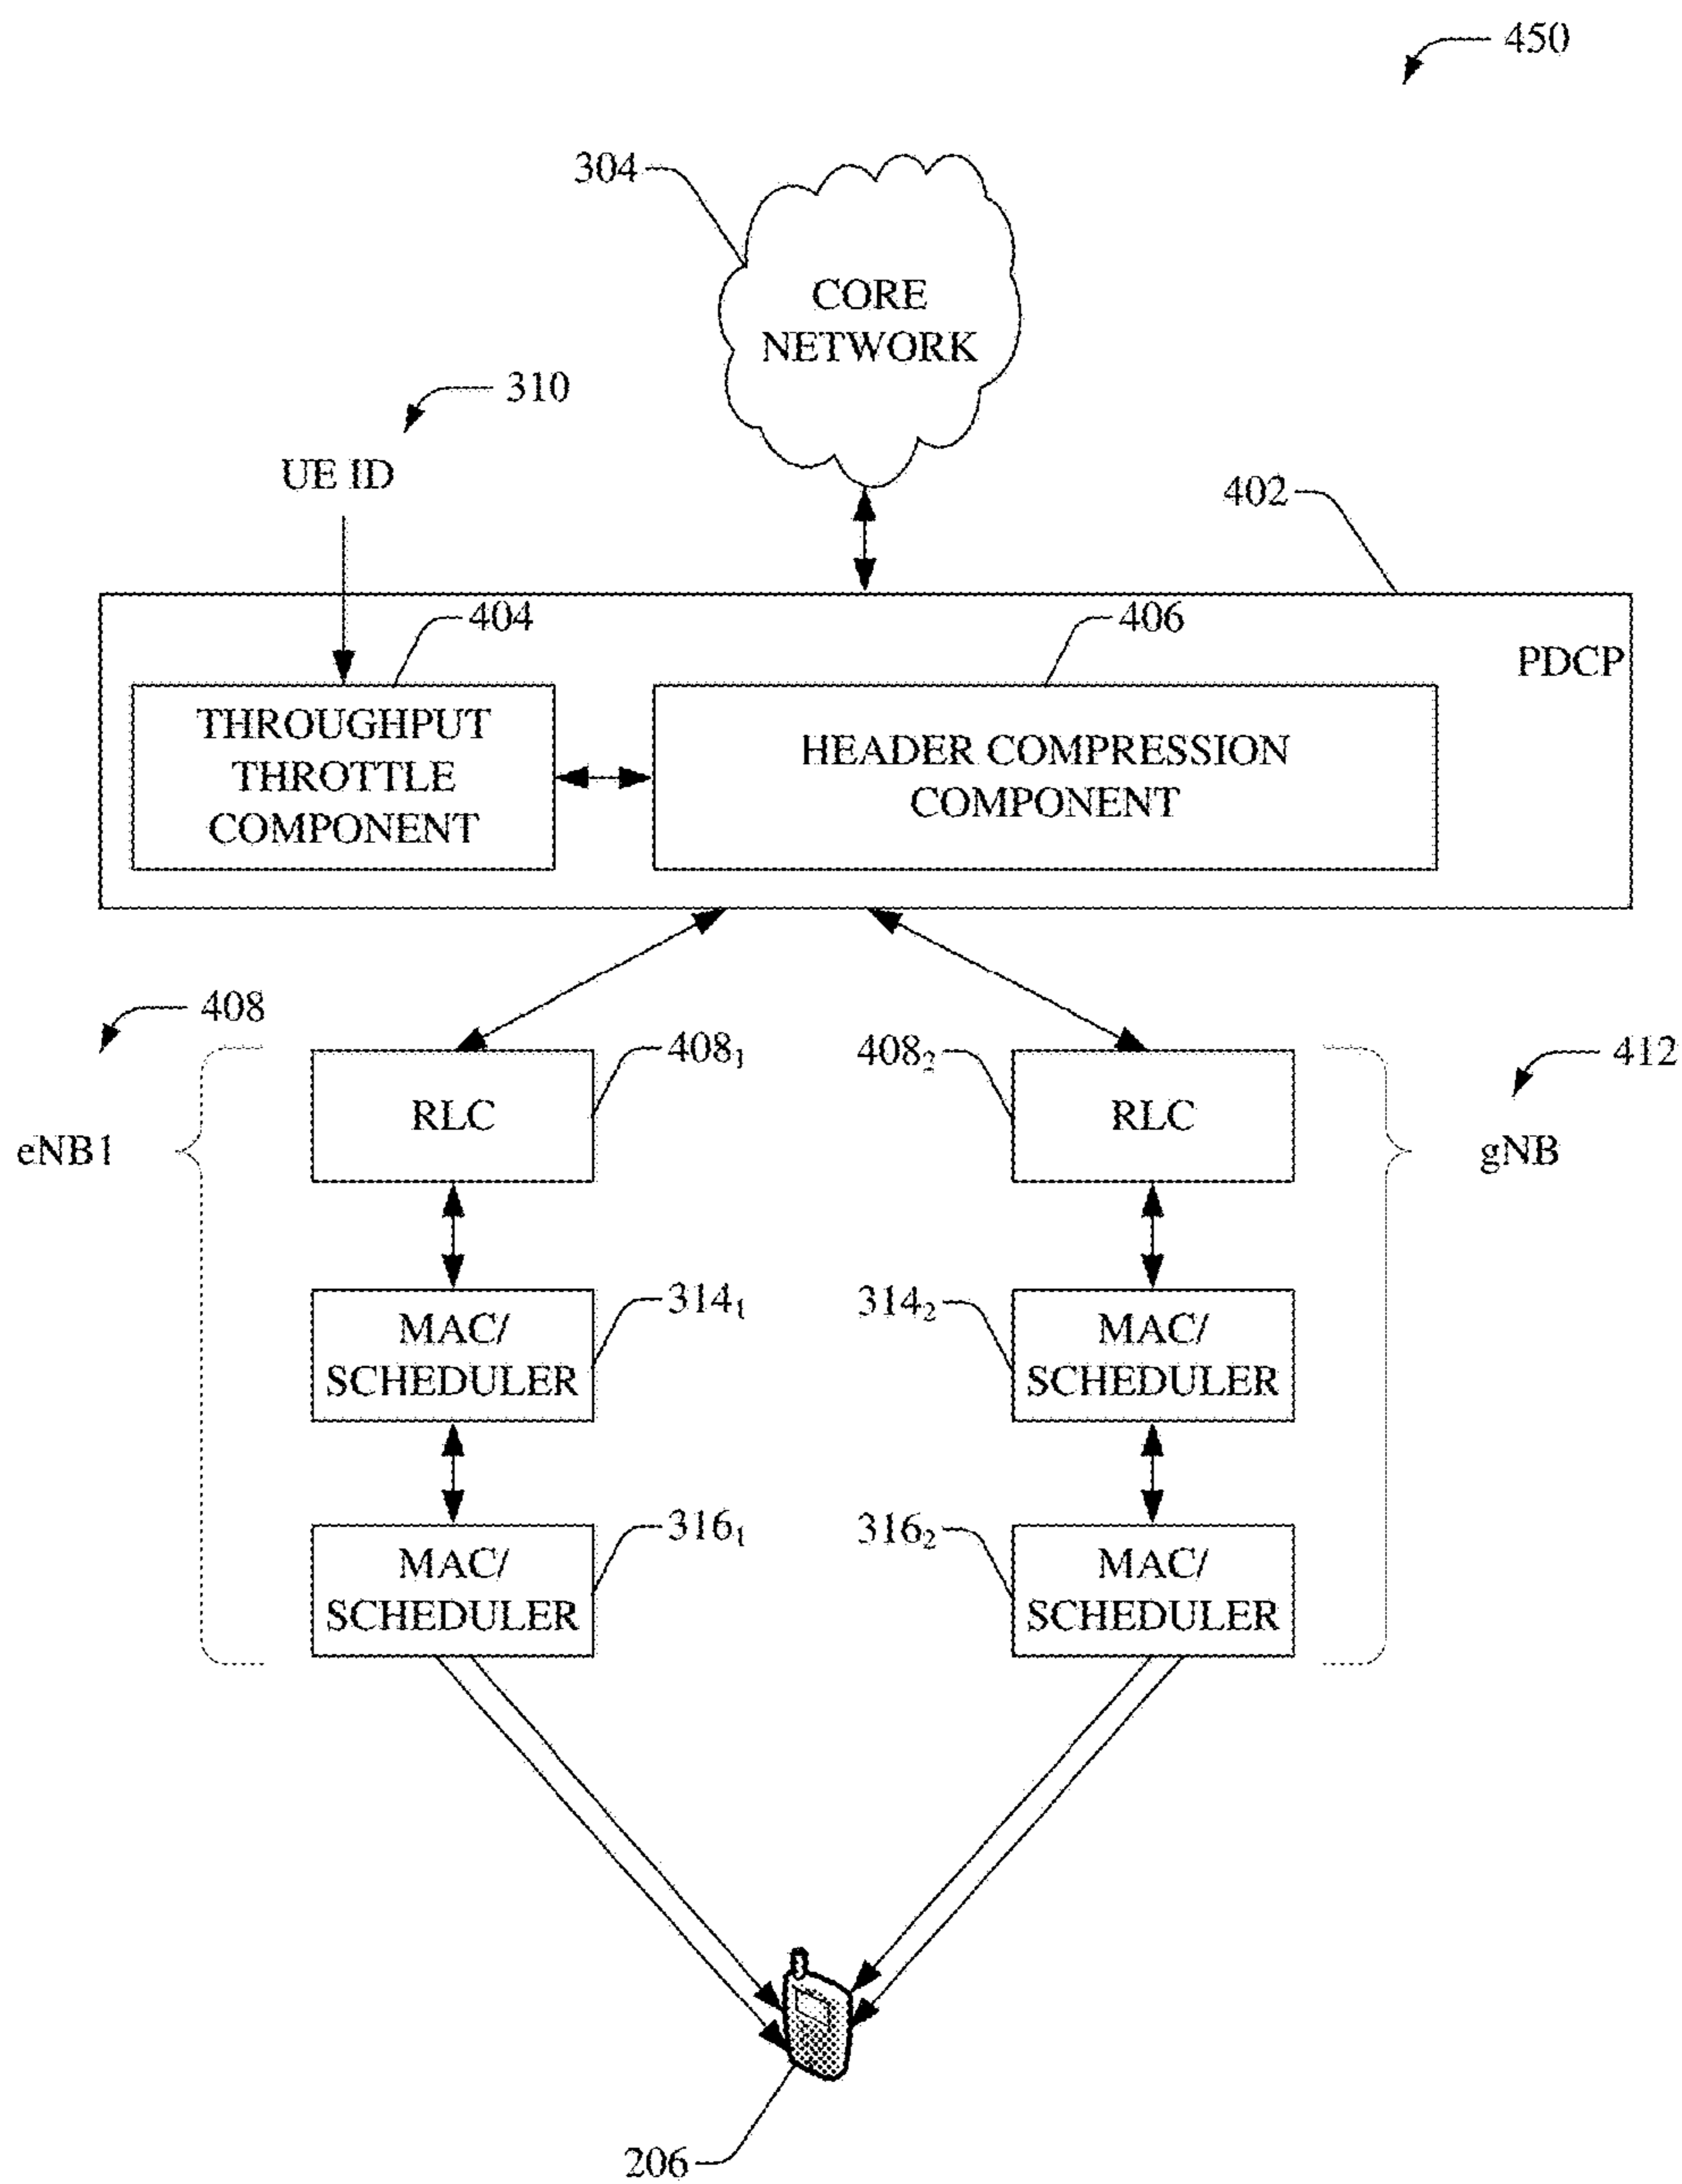 450
304
CORE
NETWORK
310
UE ID
402
404
406
PDCP
THROUGHPUT
THROTTLE
COMPONENT
HEADER COMPRESSION
COMPONENT
408
408₁
408₂
412
RLC
RLC
eNB1
gNB
314₁
314₂
MAC/
SCHEDULER
MAC/
SCHEDULER
316₁
316₂
MAC/
SCHEDULER
MAC/
SCHEDULER
206